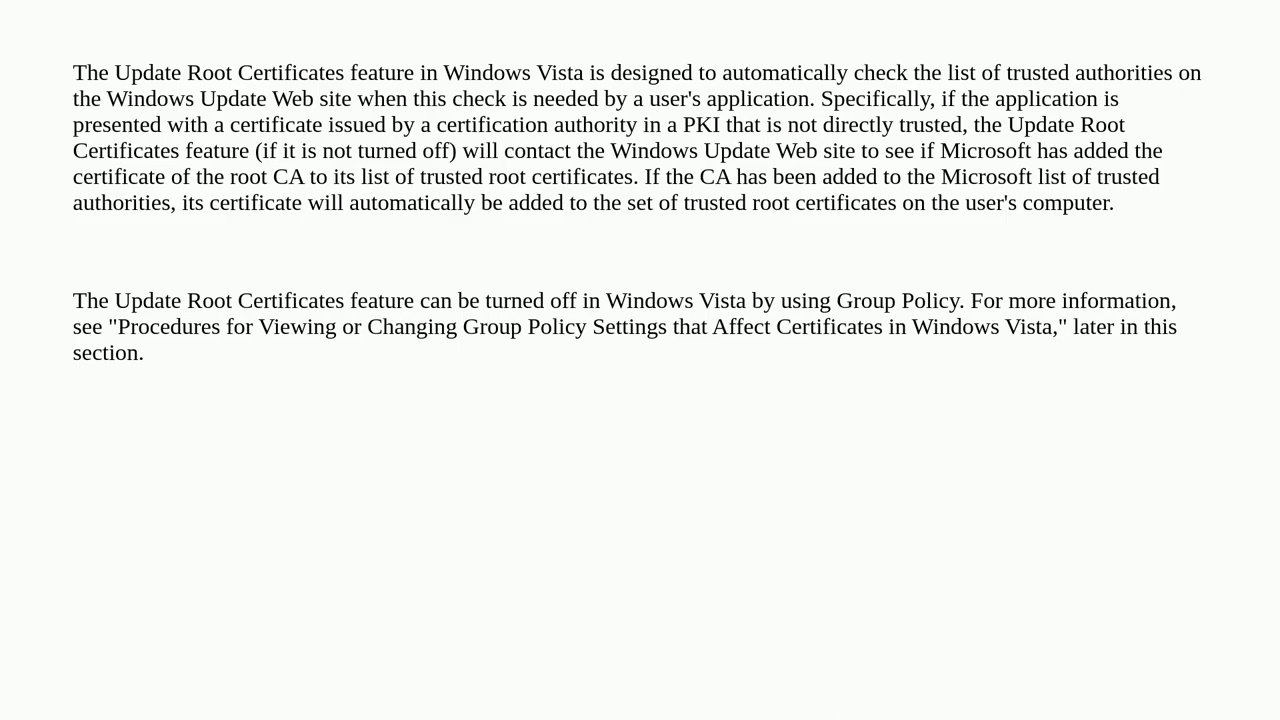 The Update Root Certificates feature in Windows Vista is designed to automatically check the list of trusted authorities on
the Windows Update Web site when this check is needed by a user's application. Specifically, if the application is
presented with a certificate issued by a certification authority in a PKI that is not directly trusted, the Update Root
Certificates feature (if it is not turned off) will contact the Windows Update Web site to see if Microsoft has added the
certificate of the root CA to its list of trusted root certificates. If the CA has been added to the Microsoft list of trusted
authorities, its certificate will automatically be added to the set of trusted root certificates on the user's computer.
The Update Root Certificates feature can be turned off in Windows Vista by using Group Policy. For more information,
see "Procedures for Viewing or Changing Group Policy Settings that Affect Certificates in Windows Vista," later in this
section.